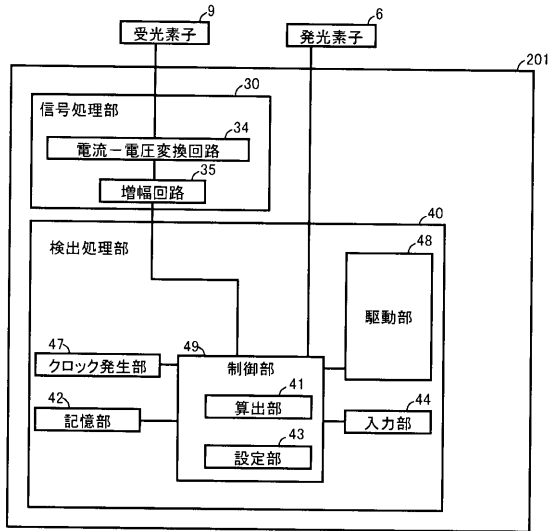 9
受光素子
6
発光素子
201
30
信号処理部
34
電流－電圧変換回路
35
増幅回路
40
検出処理部
48
駆動部
47
クロック発生部
49
制御部
41
算出部
42
記憶部
44
入力部
43
設定部